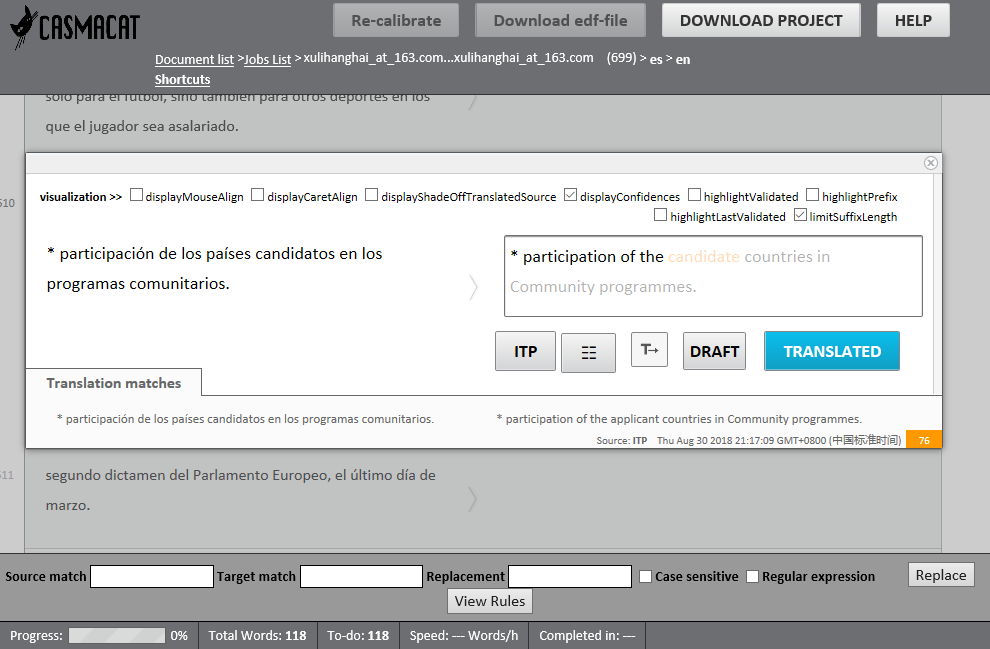 CASMACAT
Re-calibrate Download edf-file DOWNLOAD PROJECT HELP
Document list >Jobs List > xulihanghai_at_163.com...xulihanghai_at_163.com (699) > es > en
Shortcuts
sólo para el fútbol, sino también para otros deportes en los
que el jugador sea asalariado.
510
visualization >> displayMouseAlign displayCaretAlign displayShadeOffTranslatedSource displayConfidences highlightValidated highlightPrefix
highlightLastValidated limitSuffixLength
* participación de los países candidatos en los
programas comunitarios.
* participation of the candidate countries in
Community programmes.
ITP T→ DRAFT TRANSLATED
Translation matches
* participación de los países candidatos en los programas comunitarios. * participation of the applicant countries in Community programmes.
Source: ITP Thu Aug 30 2018 21:17:09 GMT+0800 (中国标准时间) 76
511
segundo dictamen del Parlamento Europeo, el último día de
marzo.
Source match Target match Replacement Case sensitive Regular expression Replace
View Rules
Progress: 0% Total Words: 118 To-do: 118 Speed: --- Words/h Completed in: ---